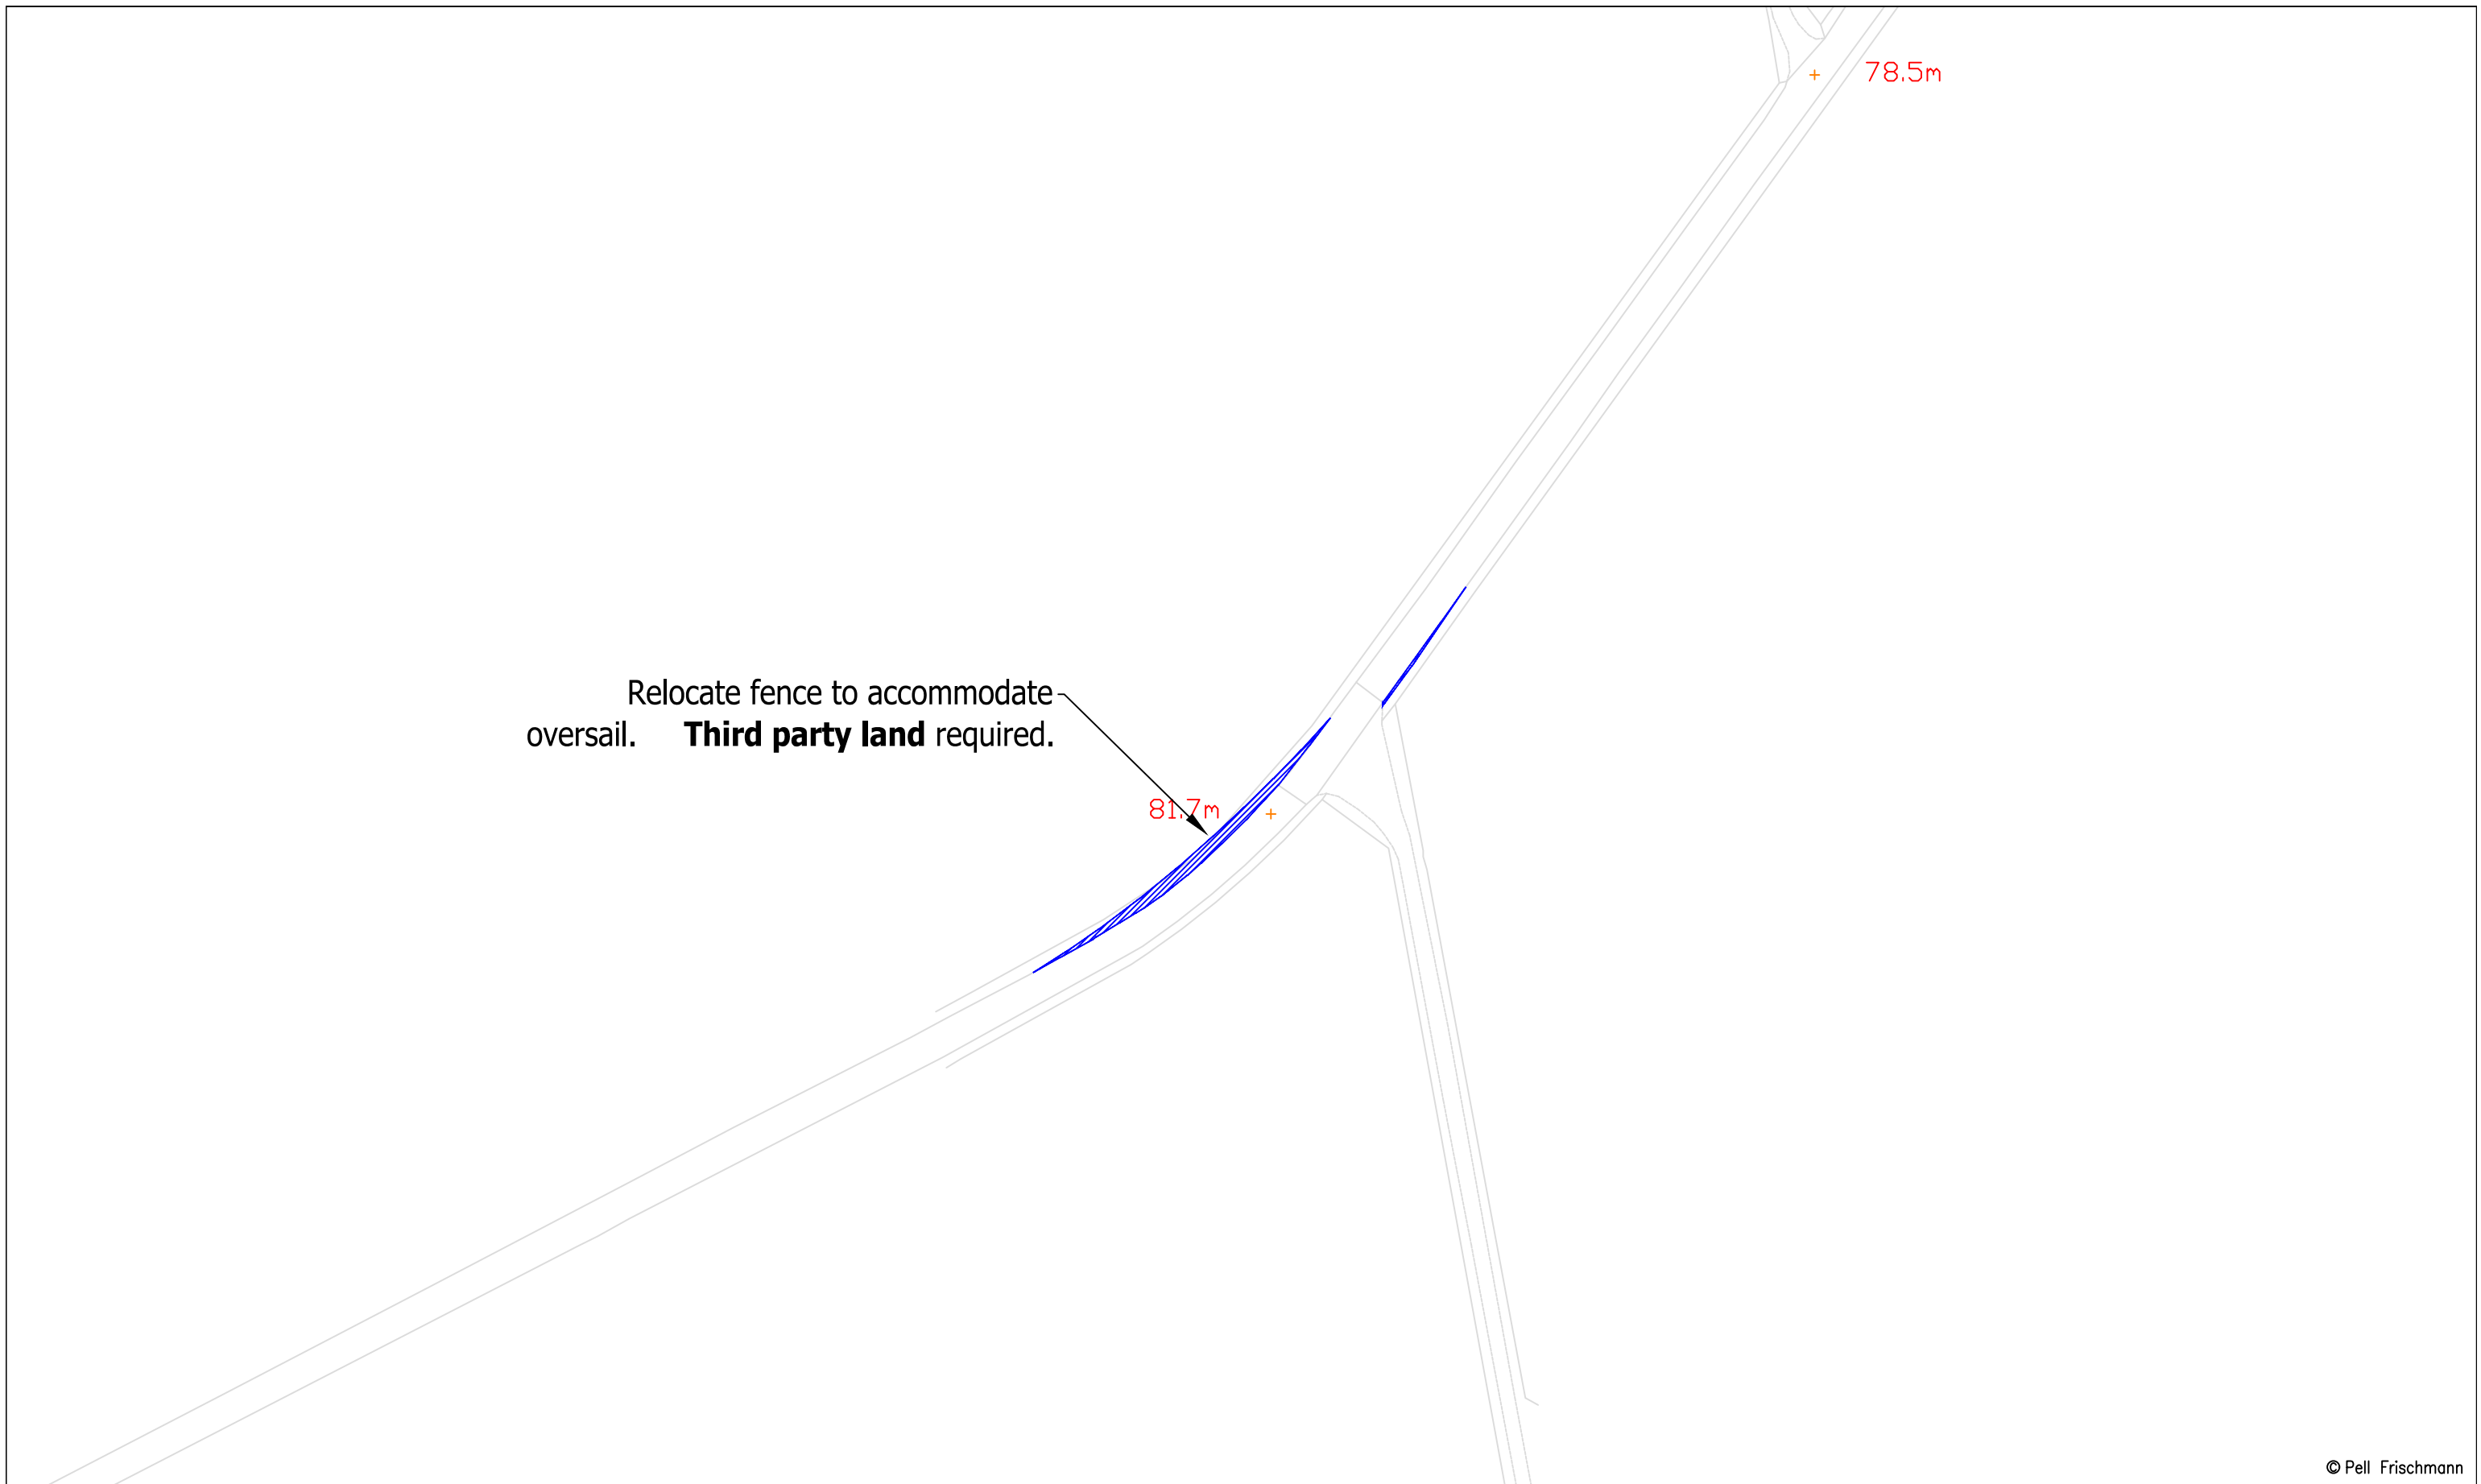 78.5m
Relocate fence to accommodate
oversail. Third party land required.
81.7m
© Pell Frischmann